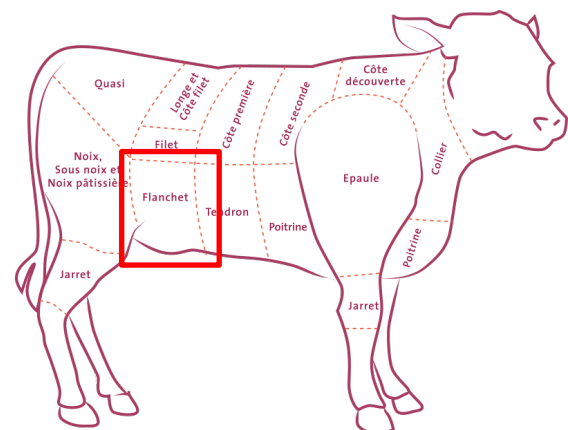 Quasi
Longe et
Côte filet
Côte première
Côte seconde
Côte
découverte
Filet
Noix,
Sous noix et
Noix pâtissière
Flanchet
Tendron
Poitrine
Epaule
Collier
Poitrine
Jarret
Jarret